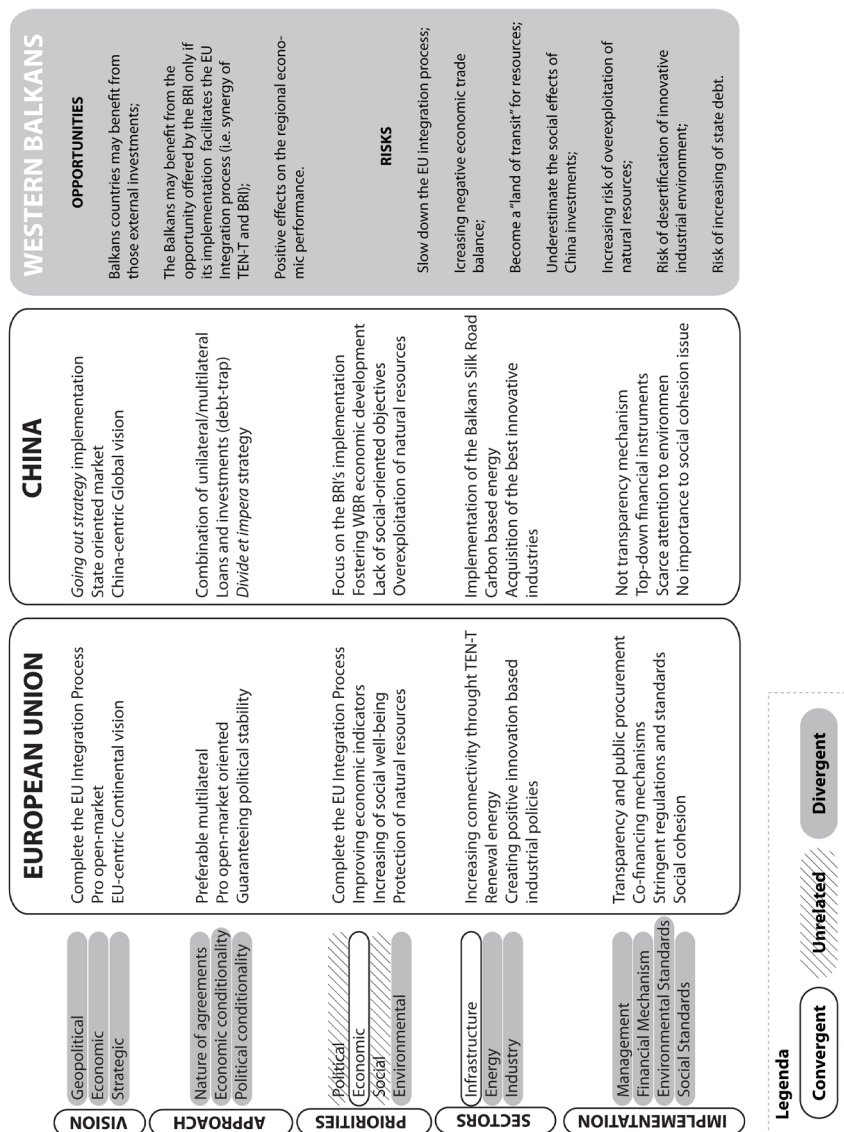 EUROPEAN UNION
CHINA
WESTERN BALKANS
VISION
Geopolitical
Economic
Strategic
Complete the EU Integration Process
Pro open-market
EU-centric Continental vision
Going out strategy implementation
State oriented market
China-centric Global vision
APPROACH
Nature of agreements
Economic conditionality
Political conditionality
Preferable multilateral
Pro open-market oriented
Guaranteeing political stability
Combination of unilateral/multilateral
Loans and investments (debt-trap)
Divide et impera strategy
PRIORITIES
Political
Economic
Social
Environmental
Complete the EU Integration Process
Improving economic indicators
Increasing of social well-being
Protection of natural resources
Focus on the BRI's implementation
Fostering WBR economic development
Lack of social-oriented objectives
Overexploitation of natural resources
SECTORS
Infrastructure
Energy
Industry
Increasing connectivity throught TEN-T
Renewal energy
Creating positive innovation based
industrial policies
Implementation of the Balkans Silk Road
Carbon based energy
Acquisition of the best innovative
industries
IMPLEMENTATION
Management
Financial Mechanism
Environmental Standards
Social Standards
Transparency and public procurement
Co-financing mechanisms
Stringent regulations and standards
Social cohesion
Not transparency mechanism
Top-down financial instruments
Scarce attention to environmen
No importance to social cohesion issue
OPPORTUNITIES
Balkans countries may benefit from
those external investments;
The Balkans may benefit from the
opportunity offered by the BRI only if
its implementation facilitates the EU
Integration process (i.e. synergy of
TEN-T and BRI);
Positive effects on the regional econo-
mic performance.
RISKS
Slow down the EU integration process;
Icreasing negative economic trade
balance;
Become a “land of transit” for resources;
Underestimate the social effects of
China investments;
Increasing risk of overexploitation of
natural resources;
Risk of desertification of innovative
industrial environment;
Risk of increasing of state debt.
Legenda
Convergent
Unrelated
Divergent